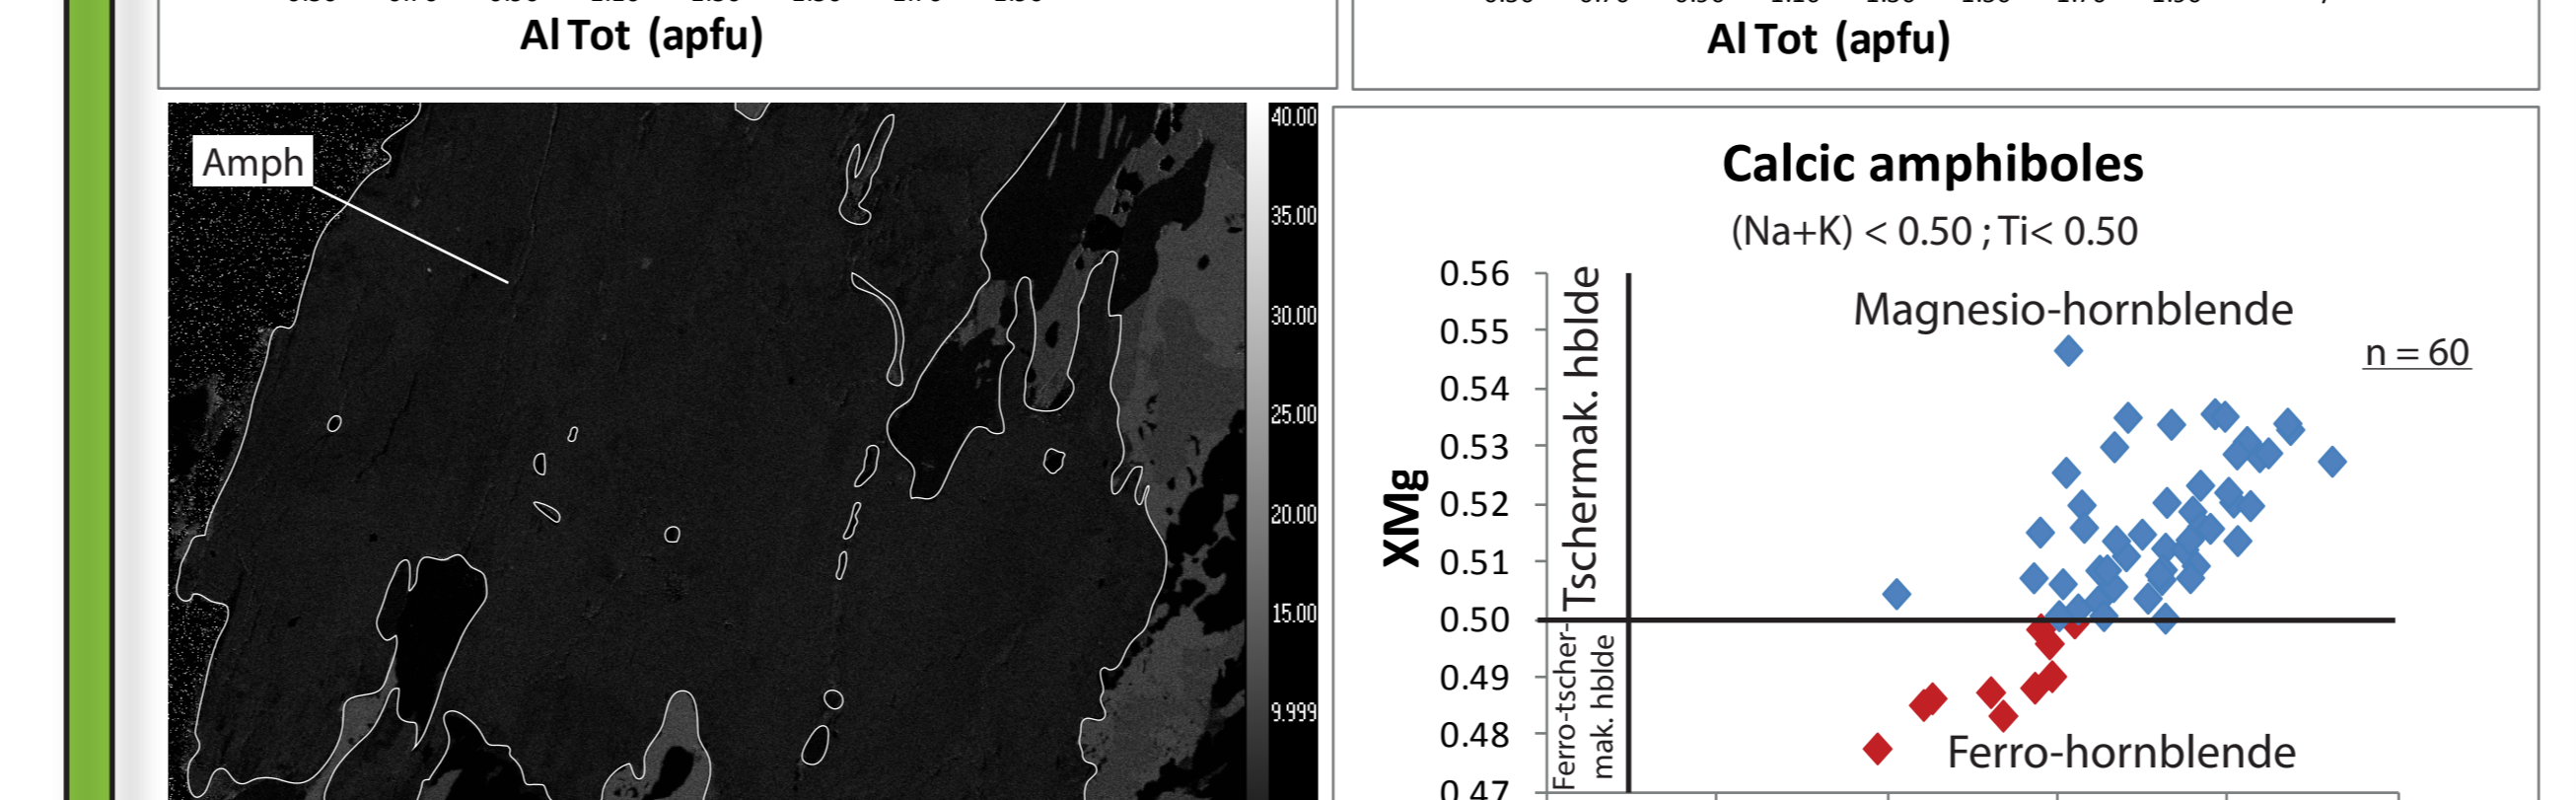 Al Tot (apfu)
Al Tot (apfu)
Amph
40.00
35.00
30.00
25.00
20.00
15.00
9.999
Calcic amphiboles
(Na+K) < 0.50 ; Ti< 0.50
0.56
0.55
0.54
0.53
0.52
0.51
0.50
0.49
0.48
0.47
XMg
Tschermak. hblde
Ferro-tscher-
mak. hblde
Magnesio-hornblende
n = 60
Ferro-hornblende